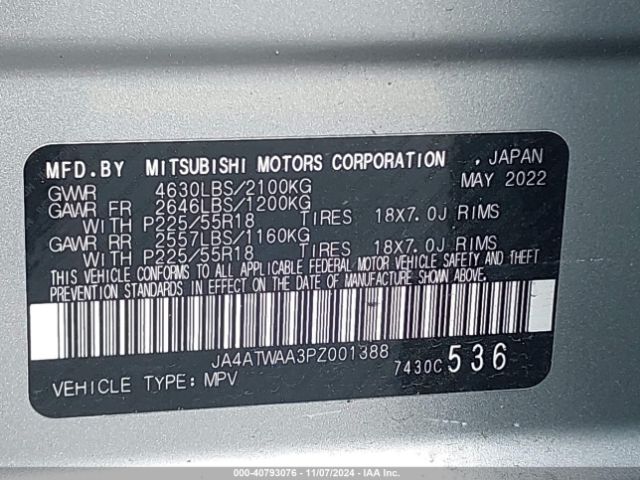 MFD.BY MITSUBISHI MOTORS CORPORATION , JAPAN
GVWR 4630LBS/2100KG MAY 2022
GAWR FR 2646LBS/1200KG
WITH P225/55R18 TIRES 18X7.0J RIMS
GAWR RR 2557LBS/1160KG
WITH P225/55R18 TIRES 18X7.0J RIMS
THIS VEHICLE CONFORMS TO ALL APPLICABLE FEDERAL MOTOR VEHICLE SAFETY AND THEFT
PREVENTION STANDARDS IN EFFECT ON THE DATE OF MANUFACTURE SHOWN ABOVE.
JA4ATWAA3PZ001388
VEHICLE TYPE:MPV 7430C 536
000-40793076 - 11/07/2024 - IAA Inc.